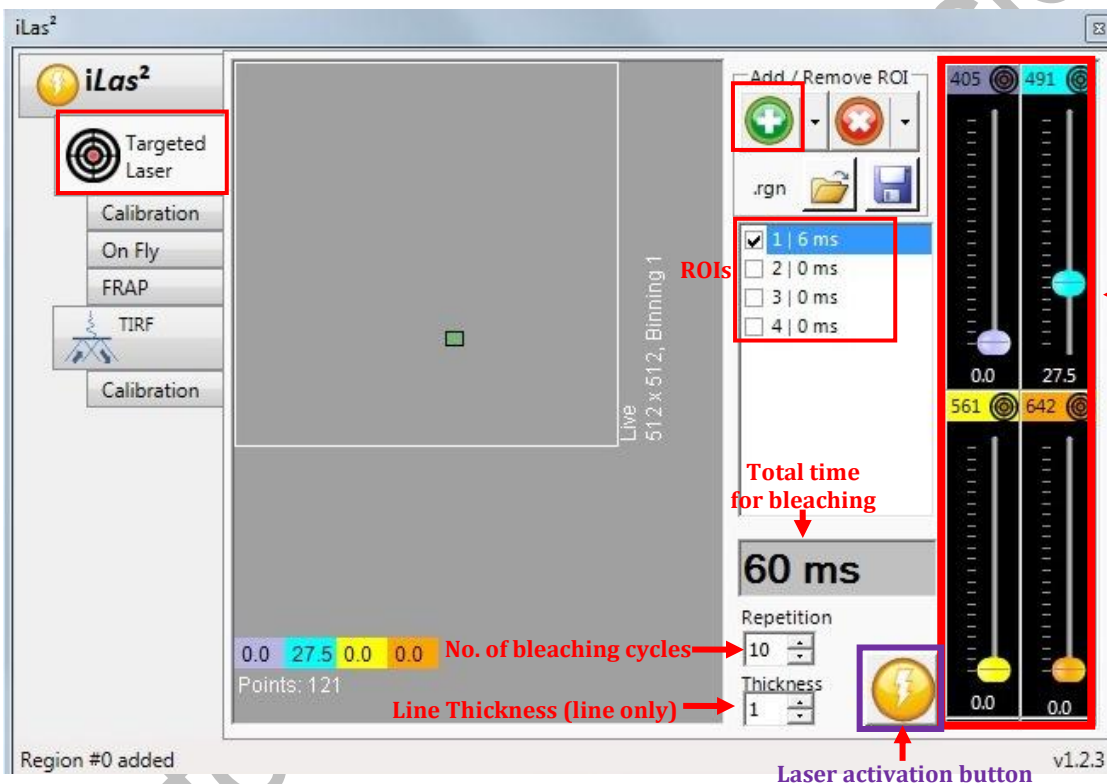 iLas²
iLas²
Targeted
Laser
Calibration
On Fly
FRAP
TIRF
Calibration
Live
512 x 512, Binning 1
0.0 27.5 0.0 0.0
Points: 121
Add / Remove ROI
.rgn
ROIs
1 | 6 ms
2 | 0 ms
3 | 0 ms
4 | 0 ms
Total time
for bleaching
60 ms
Repetition
No. of bleaching cycles
10
Thickness
Line Thickness (line only)
1
405 491
0.0 27.5
561 642
0.0 0.0
Region #0 added
Laser activation button
v1.2.3